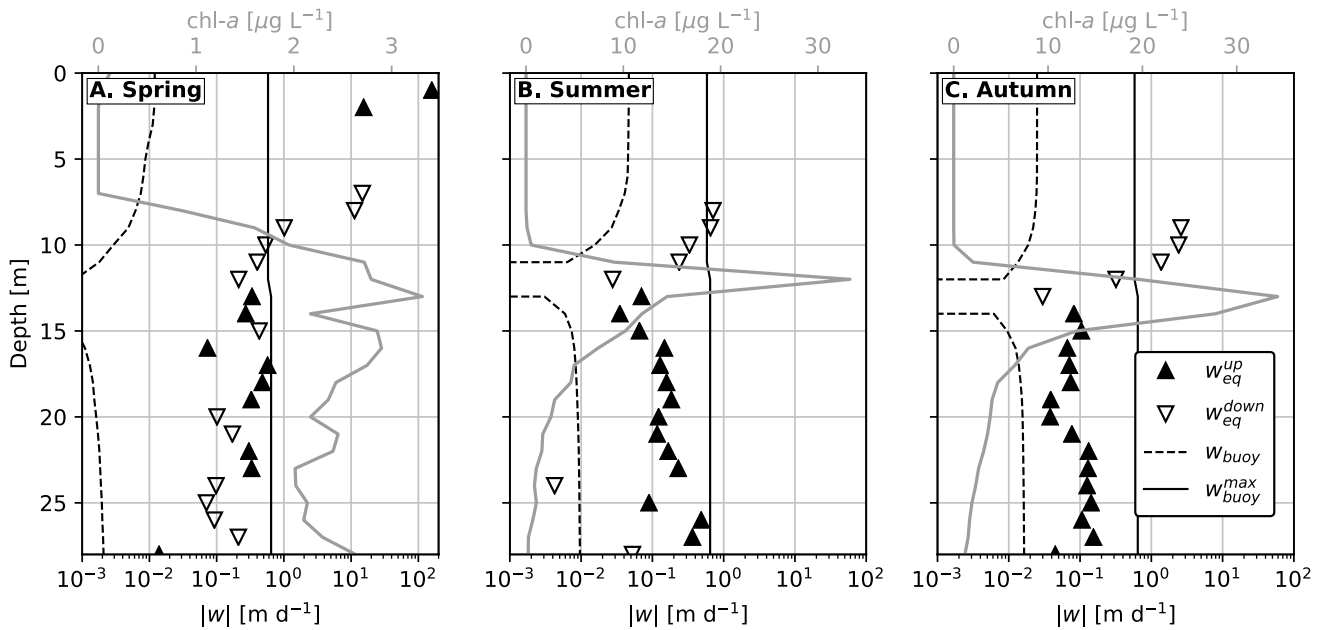 chl-a [μg L⁻¹] chl-a [μg L⁻¹] chl-a [μg L⁻¹]
0 1 2 3 0 10 20 30 0 10 20 30
A. Spring B. Summer C. Autumn
0
5
10
15
20
25
Depth [m]
w_eq^up
w_eq^down
w_buoy
w_buoy^max
10⁻³ 10⁻² 10⁻¹ 10⁰ 10¹ 10² 10⁻³ 10⁻² 10⁻¹ 10⁰ 10¹ 10² 10⁻³ 10⁻² 10⁻¹ 10⁰ 10¹ 10²
|w| [m d⁻¹] |w| [m d⁻¹] |w| [m d⁻¹]